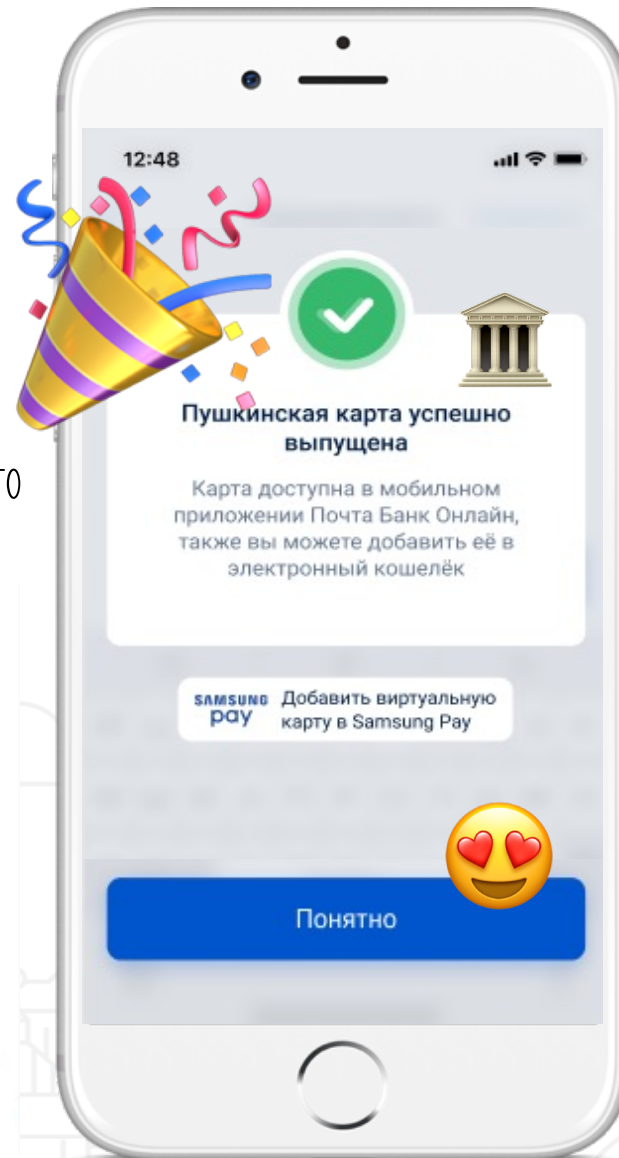 12:48
Пушкинская карта успешно
выпущена
ТО
Карта доступна в мобильном
приложении Почта Банк Онлайн,
также вы можете добавить её в
электронный кошелёк
SAMSUNG
pay
Добавить виртуальную
карту в Samsung Pay
Понятно